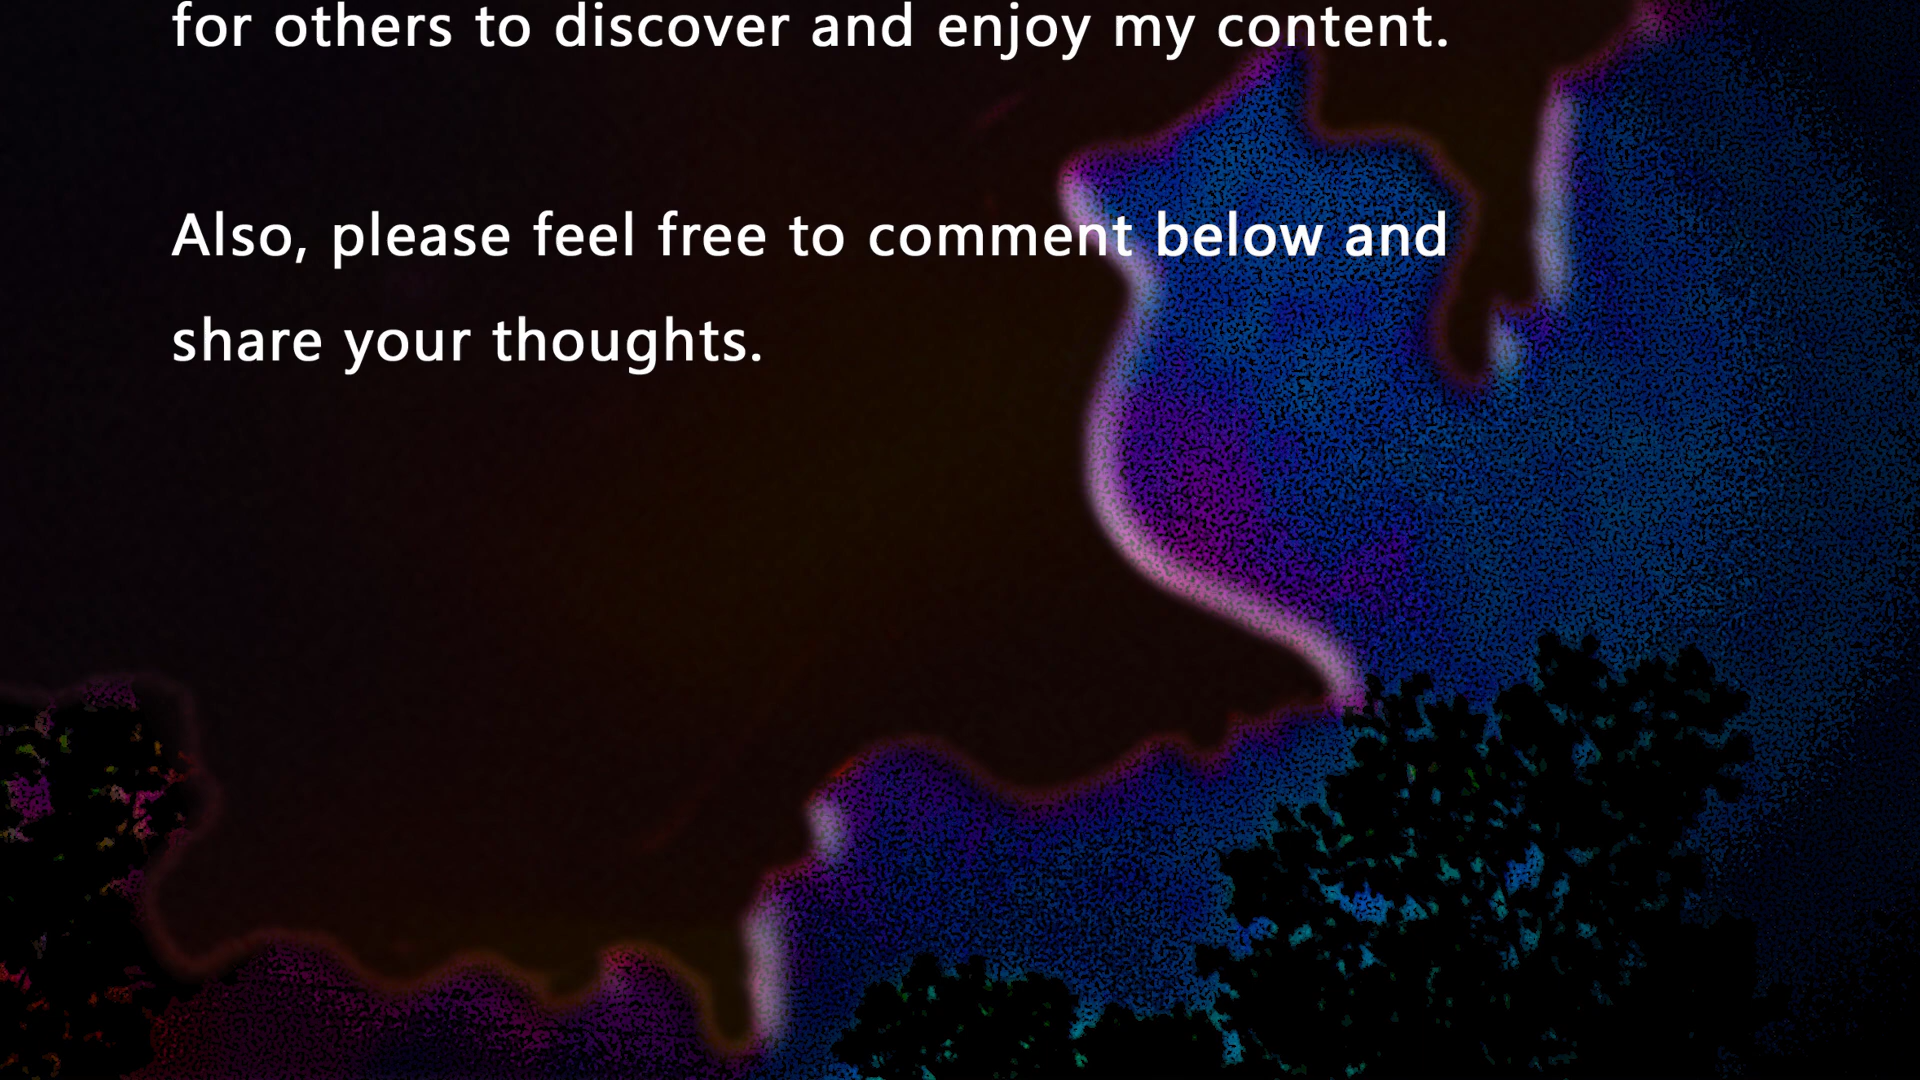 for others to discover and enjoy my content.
Also, please feel free to comment below and
share your thoughts.